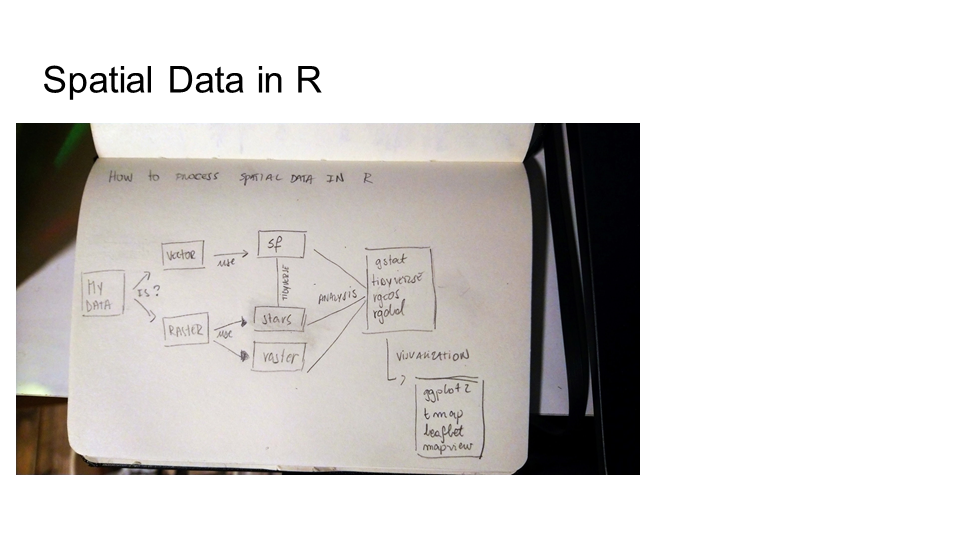 Spatial Data in R
HOW to PROCESS SPATIAL DATA IN R
MY
DATA
IS?
VECTOR
use
sf
TIDYVERSE
RASTER
use
stars
raster
ANALYSIS
gstat
tidyverse
rgeos
rgdal
VISUALIZATION
ggplot2
tmap
leaflet
mapview